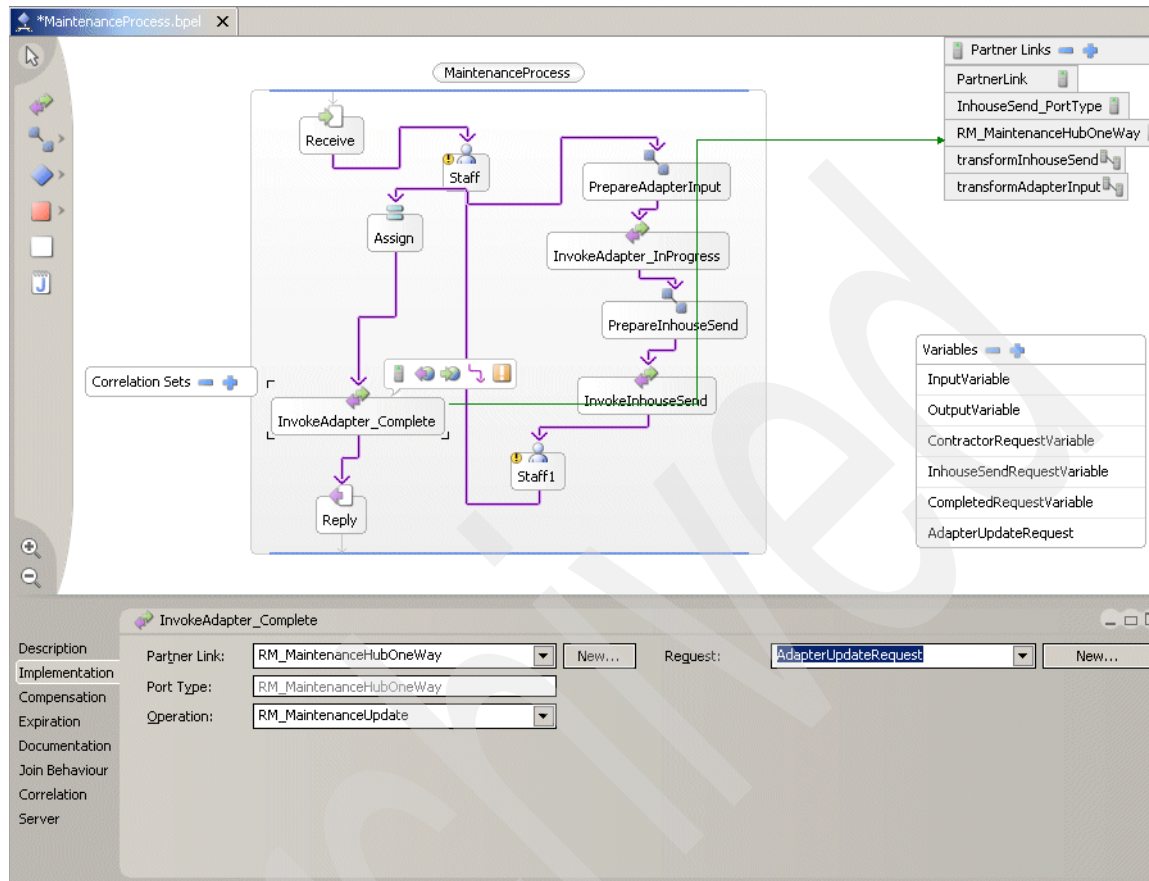 *MaintenanceProcess.bpel
MaintenanceProcess
Receive
Staff
Assign
PrepareAdapterInput
InvokeAdapter_InProgress
PrepareInhouseSend
InvokeInhouseSend
Staff1
InvokeAdapter_Complete
Reply
Correlation Sets
Partner Links
PartnerLink
InhouseSend_PortType
RM_MaintenanceHubOneWay
transformInhouseSend
transformAdapterInput
Variables
InputVariable
OutputVariable
ContractorRequestVariable
InhouseSendRequestVariable
CompletedRequestVariable
AdapterUpdateRequest
InvokeAdapter_Complete
Description
Implementation
Compensation
Expiration
Documentation
Join Behaviour
Correlation
Server
Partner Link: RM_MaintenanceHubOneWay New... Request: AdapterUpdateRequest New...
Port Type: RM_MaintenanceHubOneWay
Operation: RM_MaintenanceUpdate